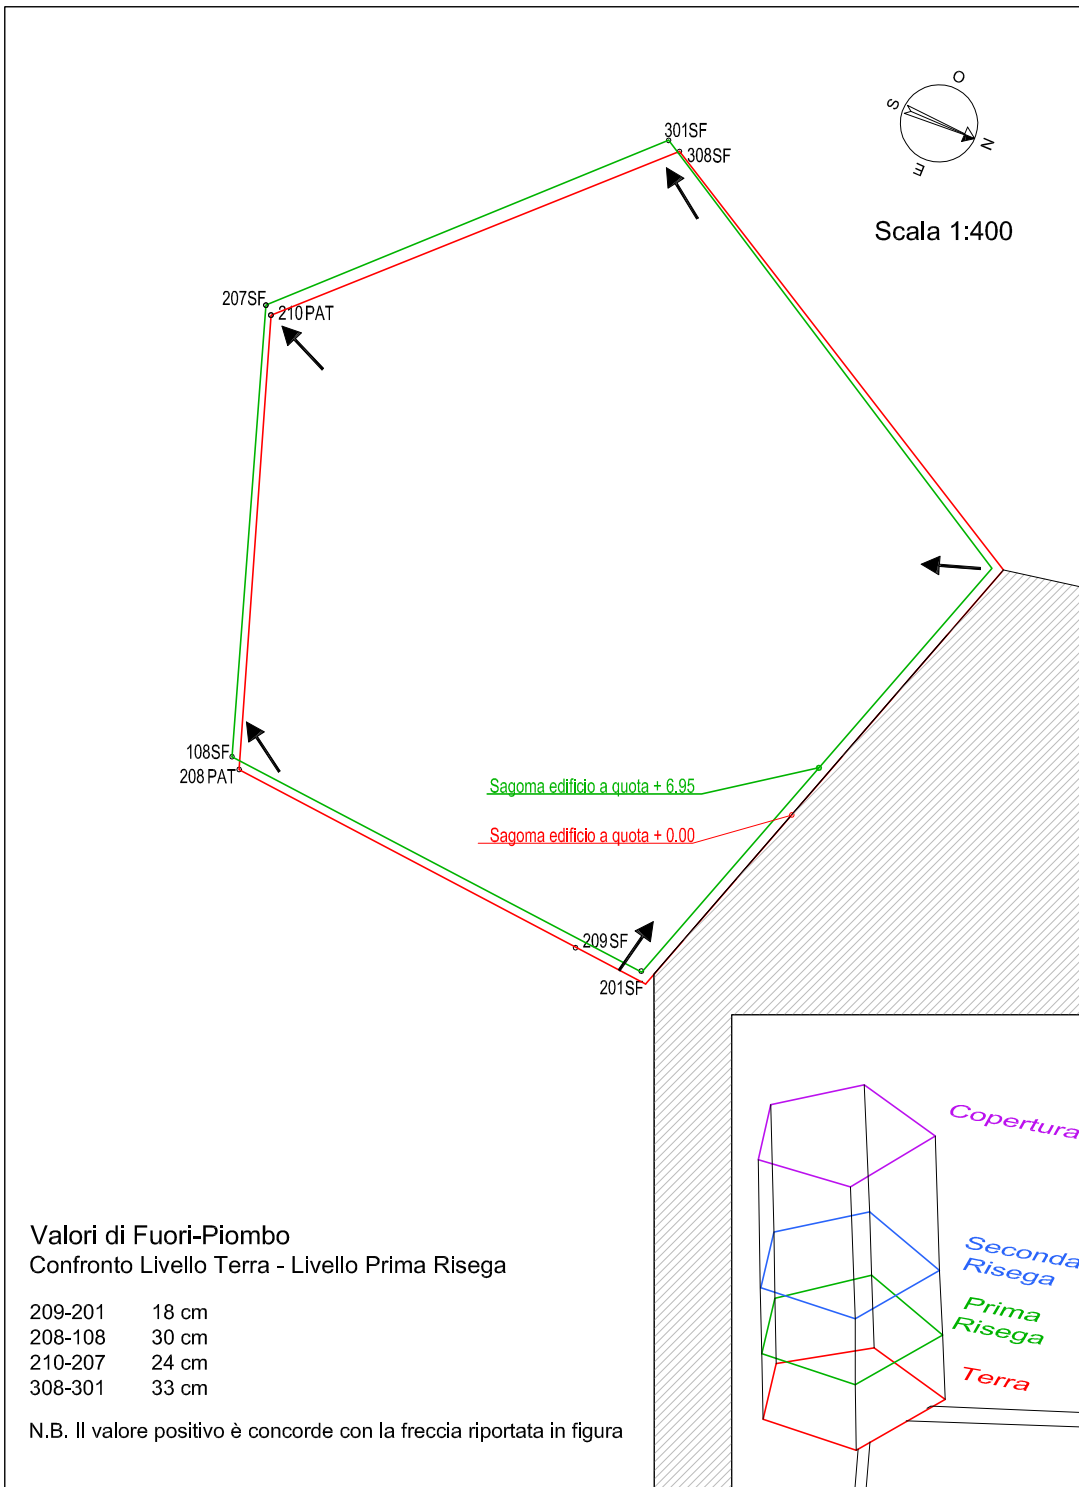 O
S
N
E
Scala 1:400
301SF
308SF
207SF
210PAT
108SF
208PAT
Sagoma edificio a quota + 6.95
Sagoma edificio a quota + 0.00
209SF
201SF
Copertura
Seconda
Risega
Prima
Risega
Terra
Valori di Fuori-Piombo
Confronto Livello Terra - Livello Prima Risega
209-201 18 cm
208-108 30 cm
210-207 24 cm
308-301 33 cm
N.B. Il valore positivo è concorde con la freccia riportata in figura